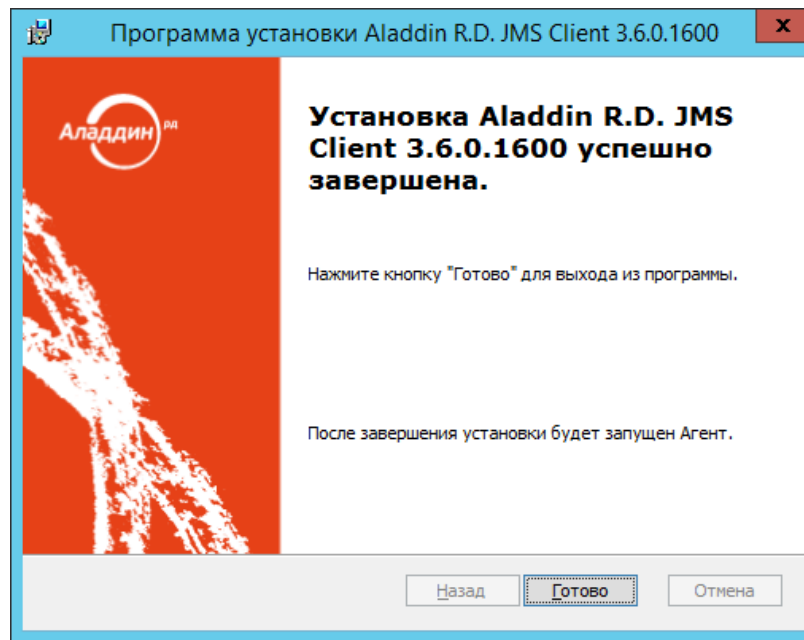 Программа установки Aladdin R.D. JMS Client 3.6.0.1600
x
Аладдин РД
Установка Aladdin R.D. JMS
Client 3.6.0.1600 успешно
завершена.
Нажмите кнопку "Готово" для выхода из программы.
После завершения установки будет запущен Агент.
Назад
Готово
Отмена